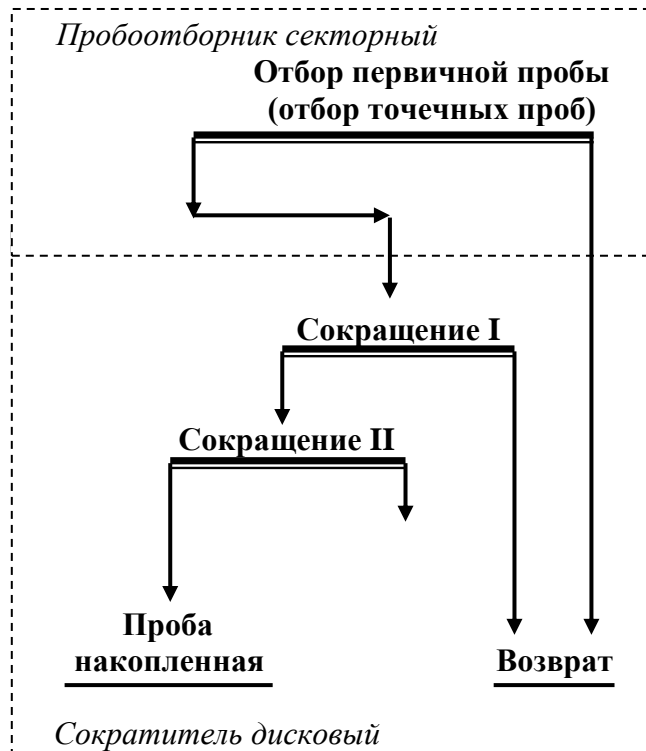 Пробоотборник секторный
Отбор первичной пробы
(отбор точечных проб)
Сокращение I
Сокращение II
Проба
накопленная
Возврат
Сократитель дисковый